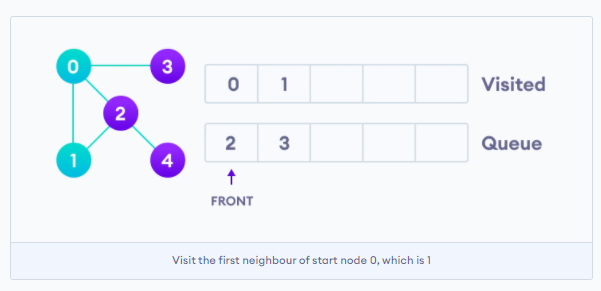 0 3
2
1 4
0 1 Visited
2 3 Queue
FRONT
Visit the first neighbour of start node 0, which is 1